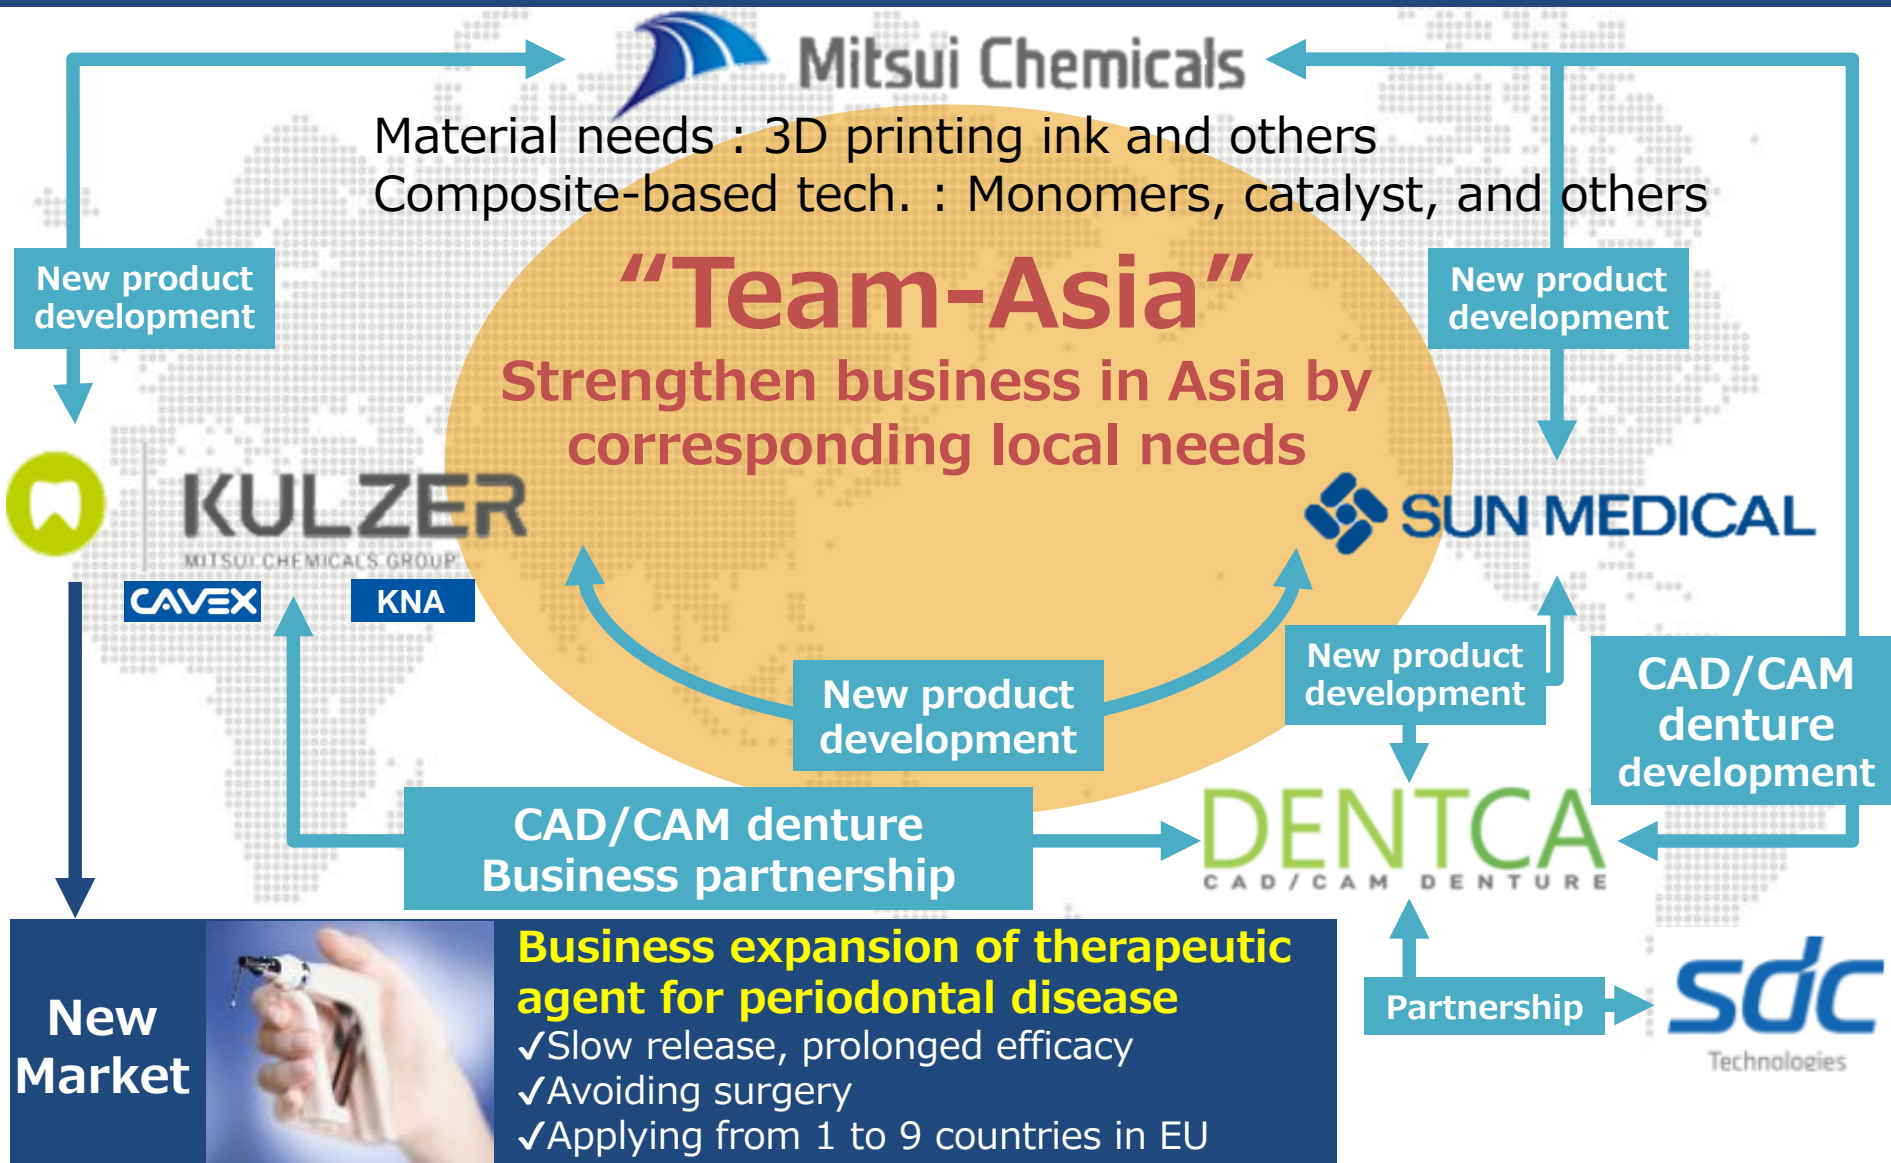 Mitsui Chemicals
Material needs : 3D printing ink and others
Composite-based tech. : Monomers, catalyst, and others
“Team-Asia”
Strengthen business in Asia by
corresponding local needs
New product
development
New product
development
KULZER
MITSUI CHEMICALS GROUP
CAVEX
KNA
SUN MEDICAL
New product
development
New product
development
CAD/CAM
denture
development
CAD/CAM denture
Business partnership
DENTCA
CAD/CAM DENTURE
Partnership
sdc
Technologies
New
Market
Business expansion of therapeutic
agent for periodontal disease
✓Slow release, prolonged efficacy
✓Avoiding surgery
✓Applying from 1 to 9 countries in EU